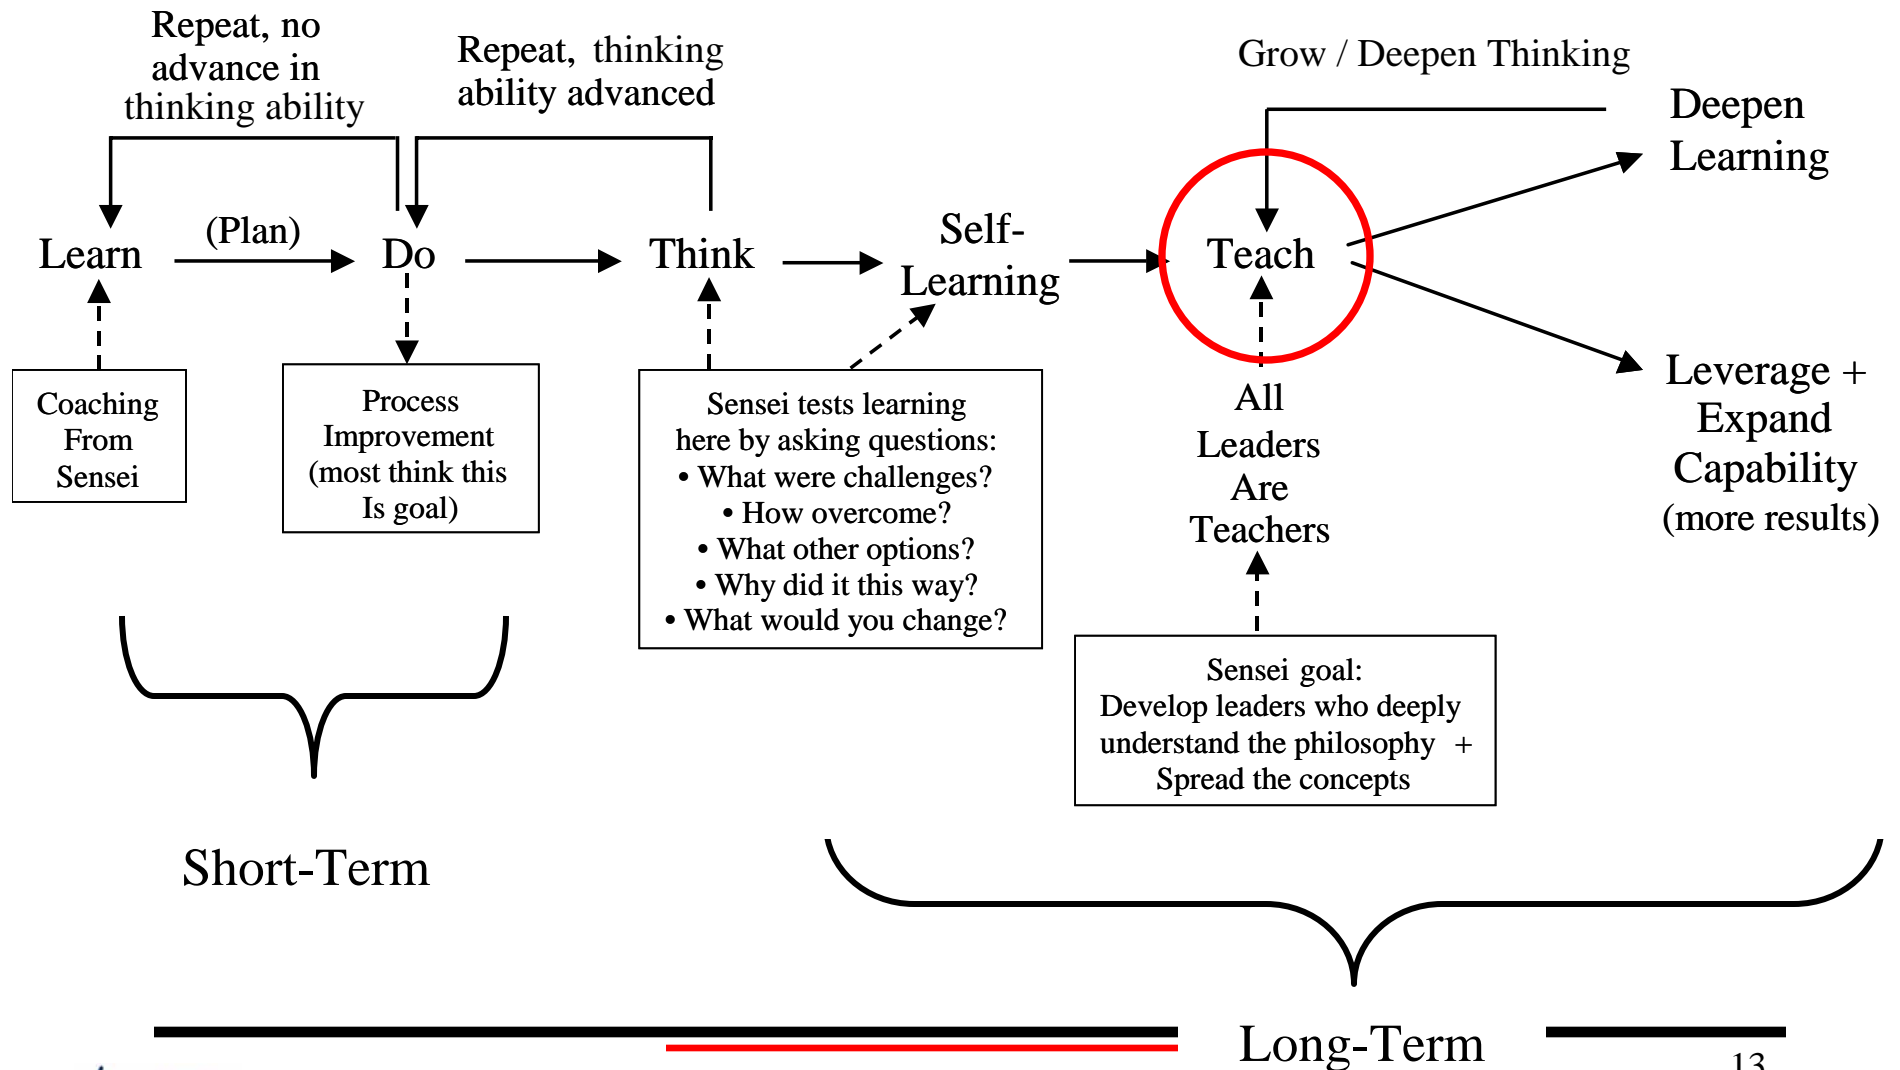 Repeat, no
advance in
thinking ability
Repeat, thinking
ability advanced
Grow / Deepen Thinking
Deepen
Learning
Learn
(Plan)
Do
Think
Self-
Learning
Teach
Coaching
From
Sensei
Process
Improvement
(most think this
Is goal)
Sensei tests learning
here by asking questions:
• What were challenges?
• How overcome?
• What other options?
• Why did it this way?
• What would you change?
All
Leaders
Are
Teachers
Leverage +
Expand
Capability
(more results)
Sensei goal:
Develop leaders who deeply
understand the philosophy +
Spread the concepts
Short-Term
Long-Term
13